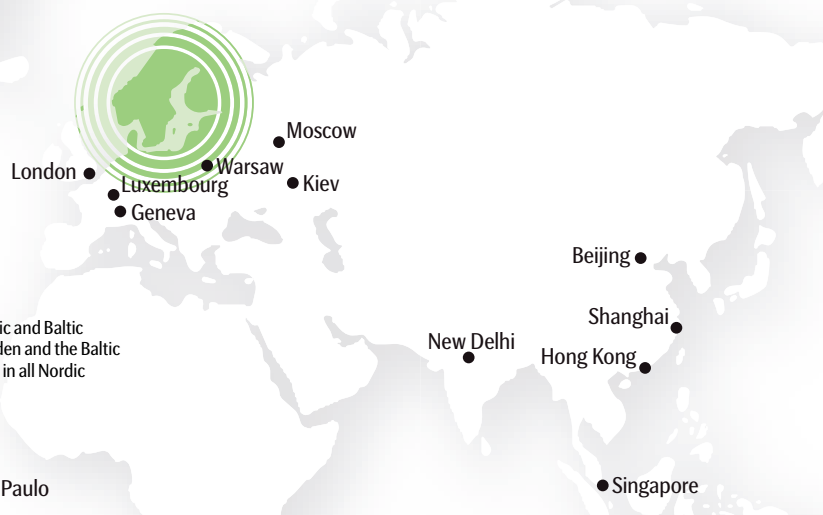 Moscow
London
Warsaw
Luxembourg
Kiev
Geneva
Beijing
Shanghai
ic and Baltic
den and the Baltic
in all Nordic
New Delhi
Hong Kong
Paulo
Singapore